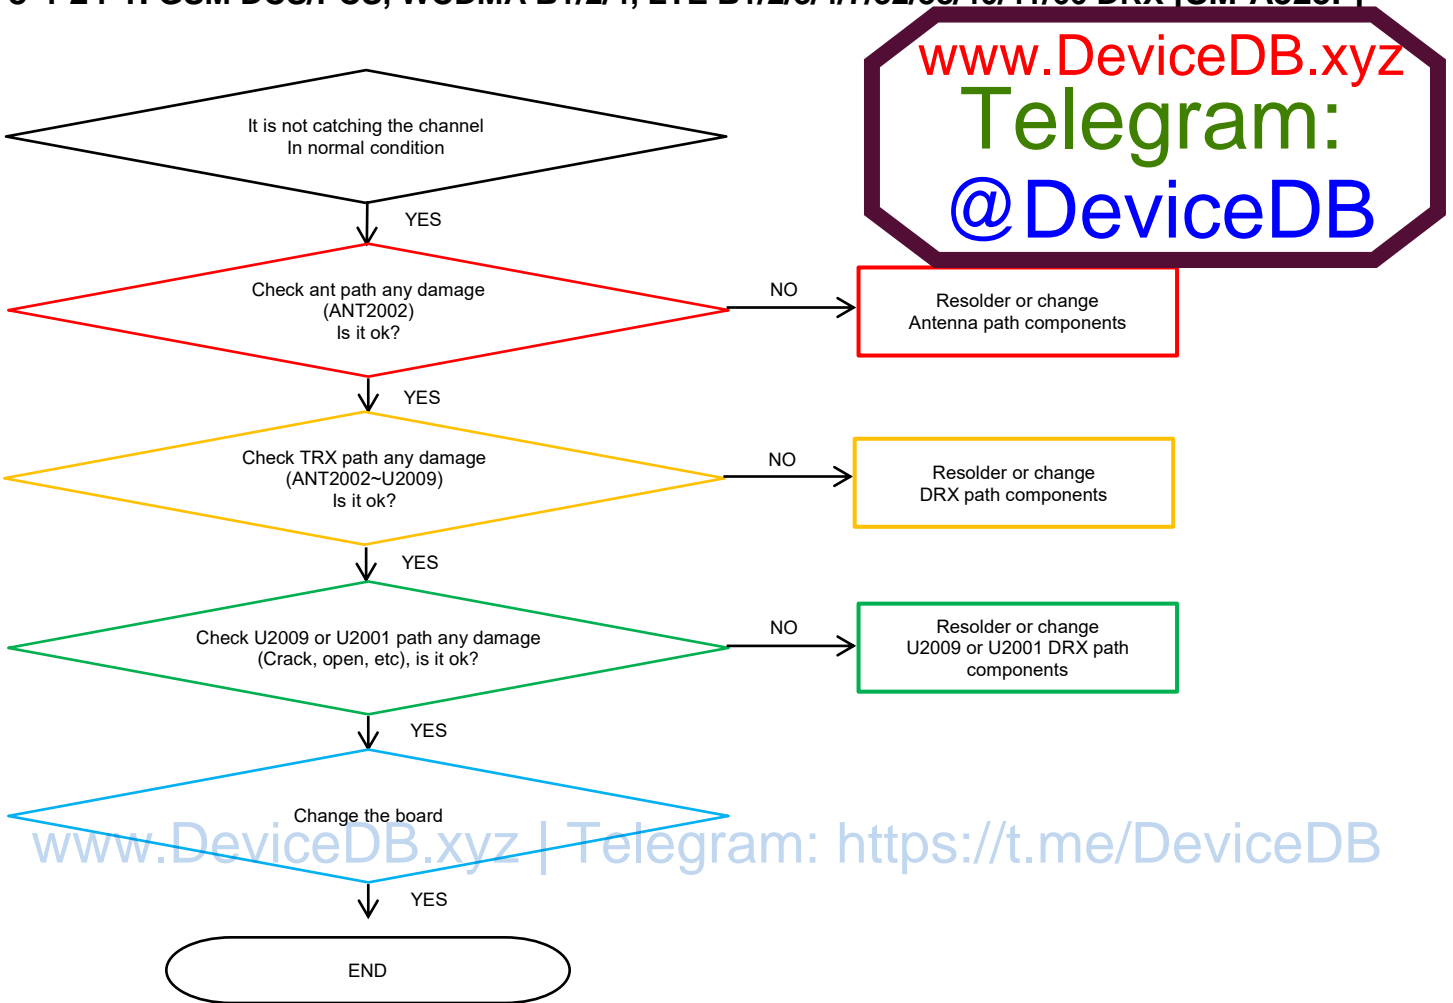 www.DeviceDB.xyz
Telegram:
@DeviceDB
It is not catching the channel
In normal condition
YES
Check ant path any damage
(ANT2002)
Is it ok?
NO
Resolder or change
Antenna path components
YES
Check TRX path any damage
(ANT2002~U2009)
Is it ok?
NO
Resolder or change
DRX path components
YES
Check U2009 or U2001 path any damage
(Crack, open, etc), is it ok?
NO
Resolder or change
U2009 or U2001 DRX path
components
YES
Change the board
www.DeviceDB.xyz | Telegram: https://t.me/DeviceDB
YES
END